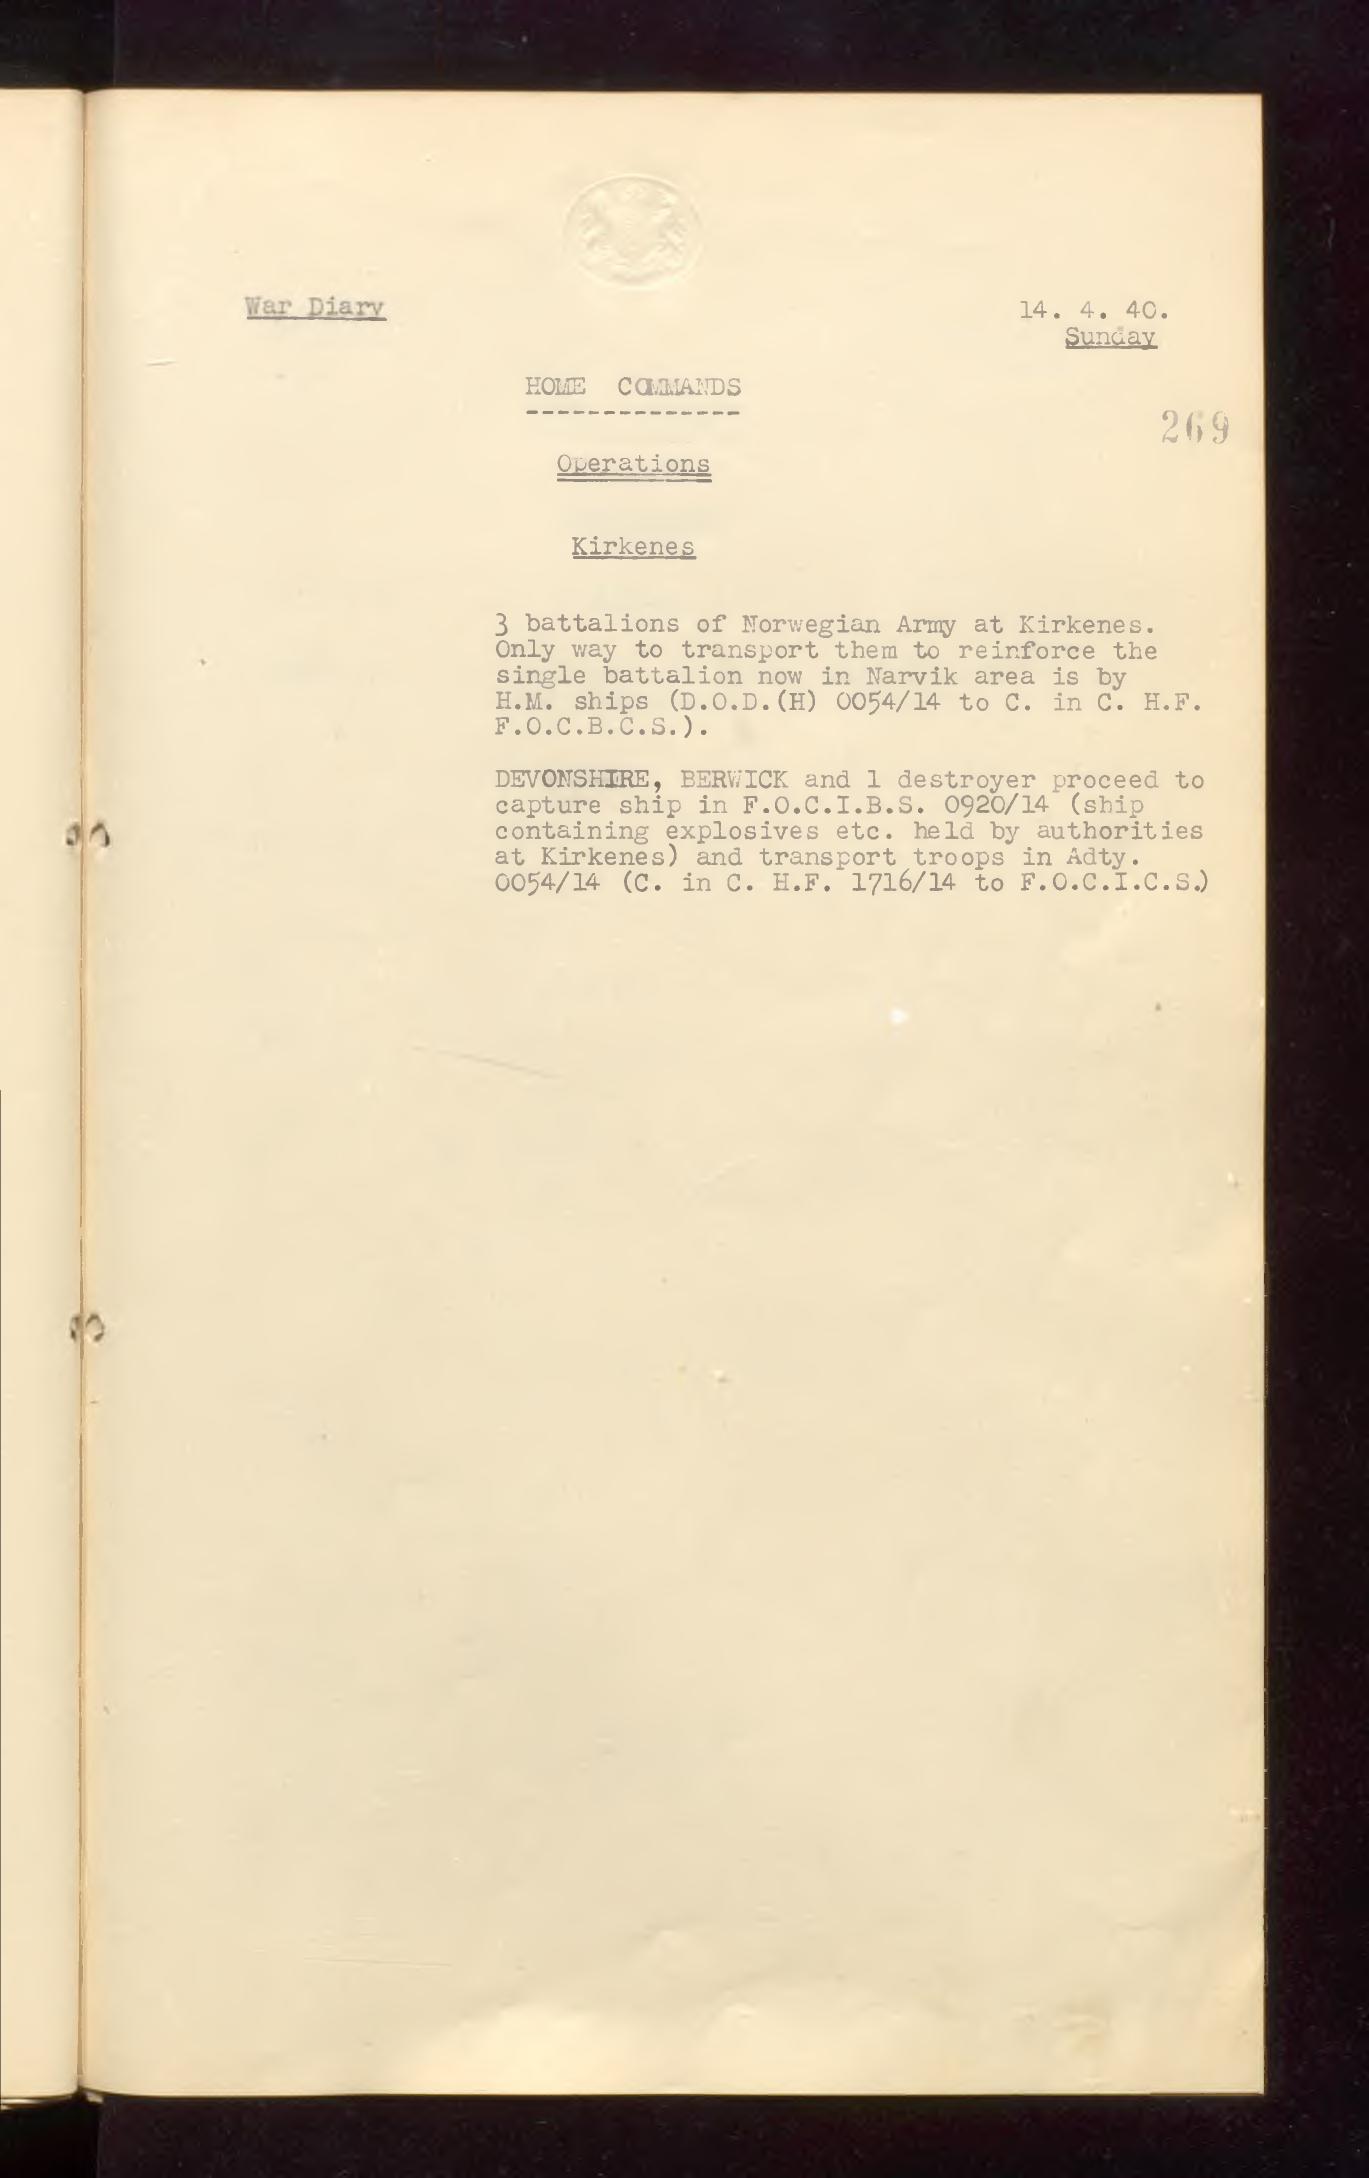 War Diary
14. 4. 40.
Sunday
HOME COMMANDS
--------------
269
Operations
Kirkenes
3 battalions of Norwegian Army at Kirkenes.
Only way to transport them to reinforce the
single battalion now in Narvik area is by
H.M. ships (D.O.D.(H) 0054/14 to C. in C. H.F.
F.O.C.B.C.S.).
DEVONSHIRE, BERWICK and 1 destroyer proceed to
capture ship in F.O.C.I.B.S. 0920/14 (ship
containing explosives etc. held by authorities
at Kirkenes) and transport troops in Adty.
0054/14 (C. in C. H.F. 1716/14 to F.O.C.I.C.S.)